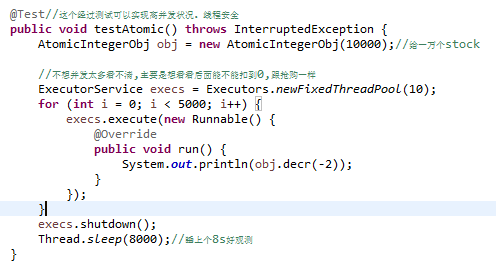 @Test//这个经过测试可以实现高并发状况。线程安全
public void testAtomic() throws InterruptedException {
AtomicIntegerObj obj = new AtomicIntegerObj(10000);//给一万个stock
//不想并发太多看不清,主要是想看看后面能不能扣到0,跟抢购一样
ExecutorService execs = Executors.newFixedThreadPool(10);
for (int i = 0; i < 5000; i++) {
execs.execute(new Runnable() {
@Override
public void run() {
System.out.println(obj.decr(-2));
}
});
}
execs.shutdown();
Thread.sleep(8000);//睡上个8s好观测
}